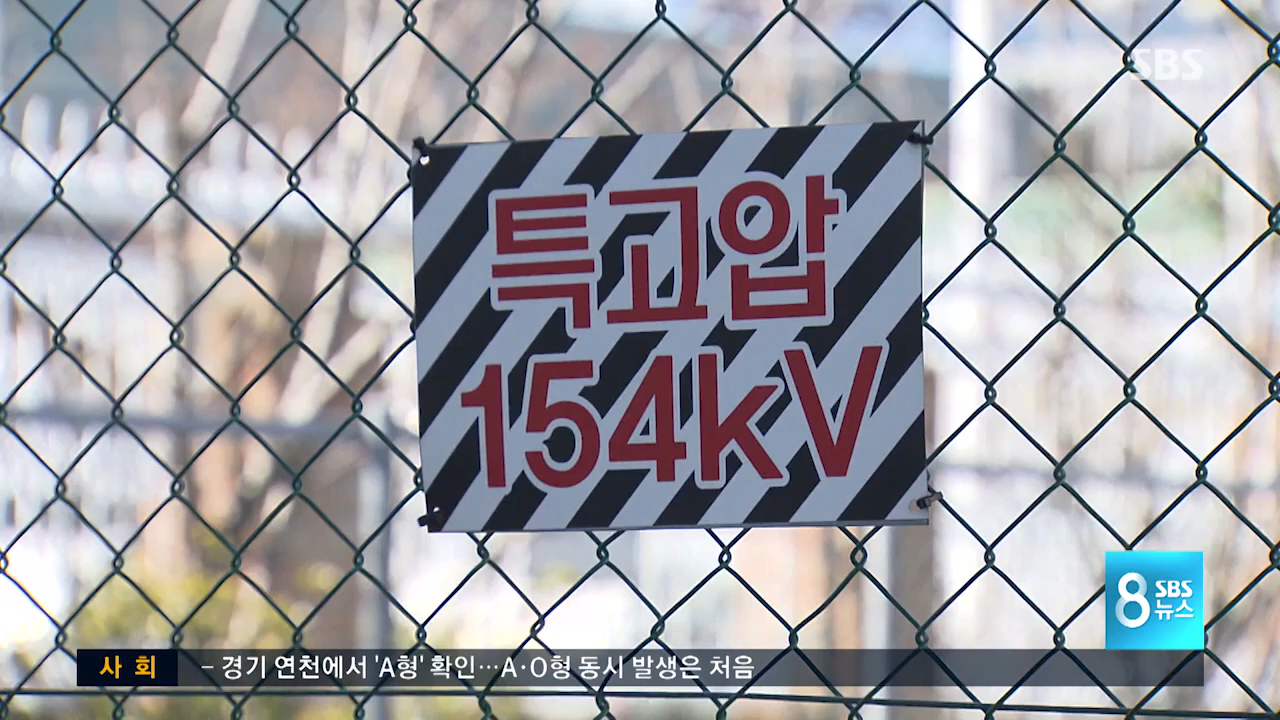 SBS
특고압
154kV
8 SBS 뉴스
사 회
- 경기 연천에서 'A형' 확인…A·O형 동시 발생은 처음